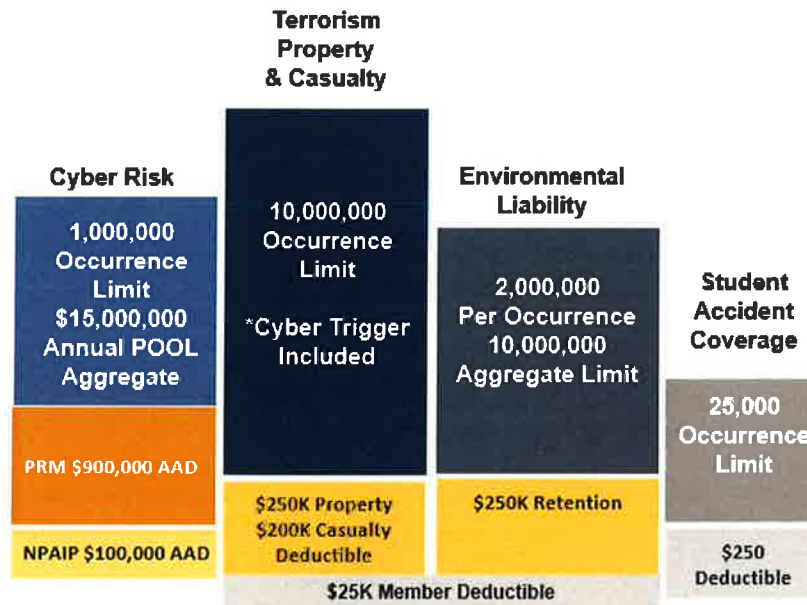 Terrorism
Property
& Casualty
Cyber Risk
1,000,000
Occurrence
Limit
$15,000,000
Annual POOL
Aggregate
PRM $900,000 AAD
NPAIP $100,000 AAD
10,000,000
Occurrence
Limit
*Cyber Trigger
Included
$250K Property
$200K Casualty
Deductible
Environmental
Liability
2,000,000
Per Occurrence
10,000,000
Aggregate Limit
$250K Retention
$25K Member Deductible
Student
Accident
Coverage
25,000
Occurrence
Limit
$250
Deductible